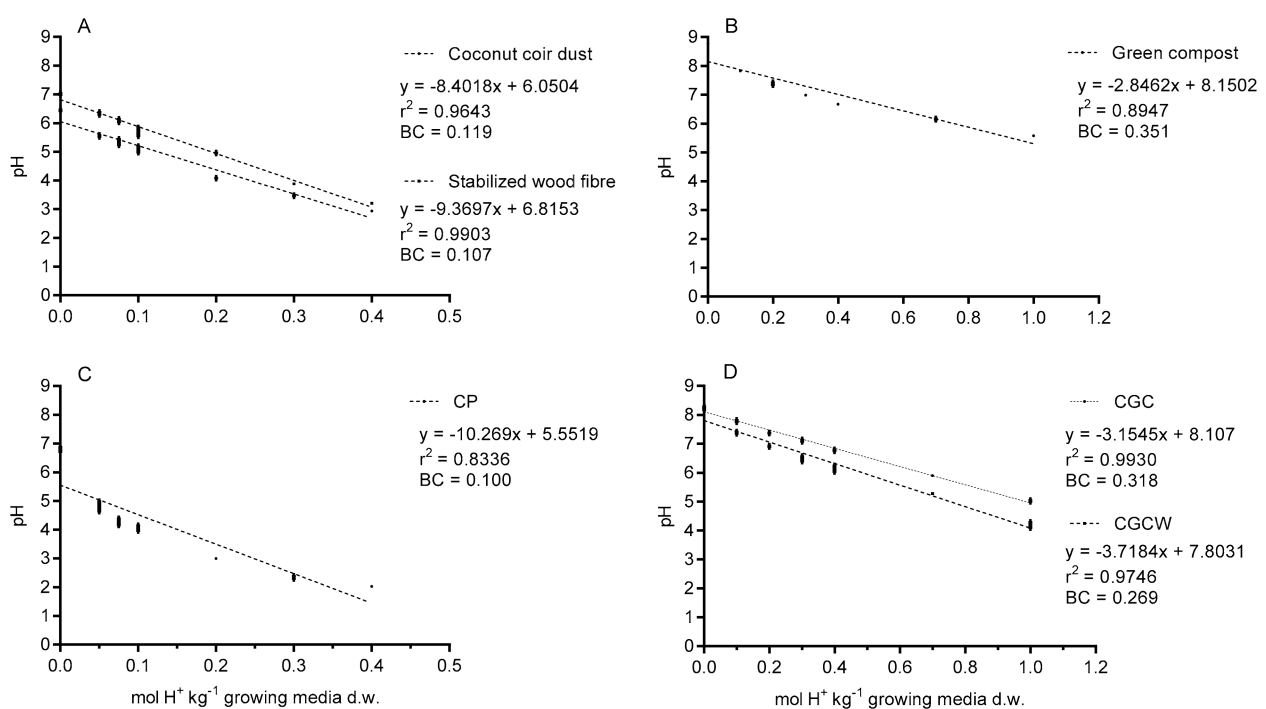 A
9
8
7
6
5
4
3
2
1
0
pH
0.0 0.1 0.2 0.3 0.4 0.5
Coconut coir dust
y = -8.4018x + 6.0504
r² = 0.9643
BC = 0.119
Stabilized wood fibre
y = -9.3697x + 6.8153
r² = 0.9903
BC = 0.107
B
9
8
7
6
5
4
3
2
1
0
pH
0.0 0.2 0.4 0.6 0.8 1.0 1.2
Green compost
y = -2.8462x + 8.1502
r² = 0.8947
BC = 0.351
C
9
8
7
6
5
4
3
2
1
0
pH
0.0 0.1 0.2 0.3 0.4 0.5
mol H⁺ kg⁻¹ growing media d.w.
CP
y = -10.269x + 5.5519
r² = 0.8336
BC = 0.100
D
9
8
7
6
5
4
3
2
1
0
pH
0.0 0.2 0.4 0.6 0.8 1.0 1.2
mol H⁺ kg⁻¹ growing media d.w.
CGC
y = -3.1545x + 8.107
r² = 0.9930
BC = 0.318
CGCW
y = -3.7184x + 7.8031
r² = 0.9746
BC = 0.269